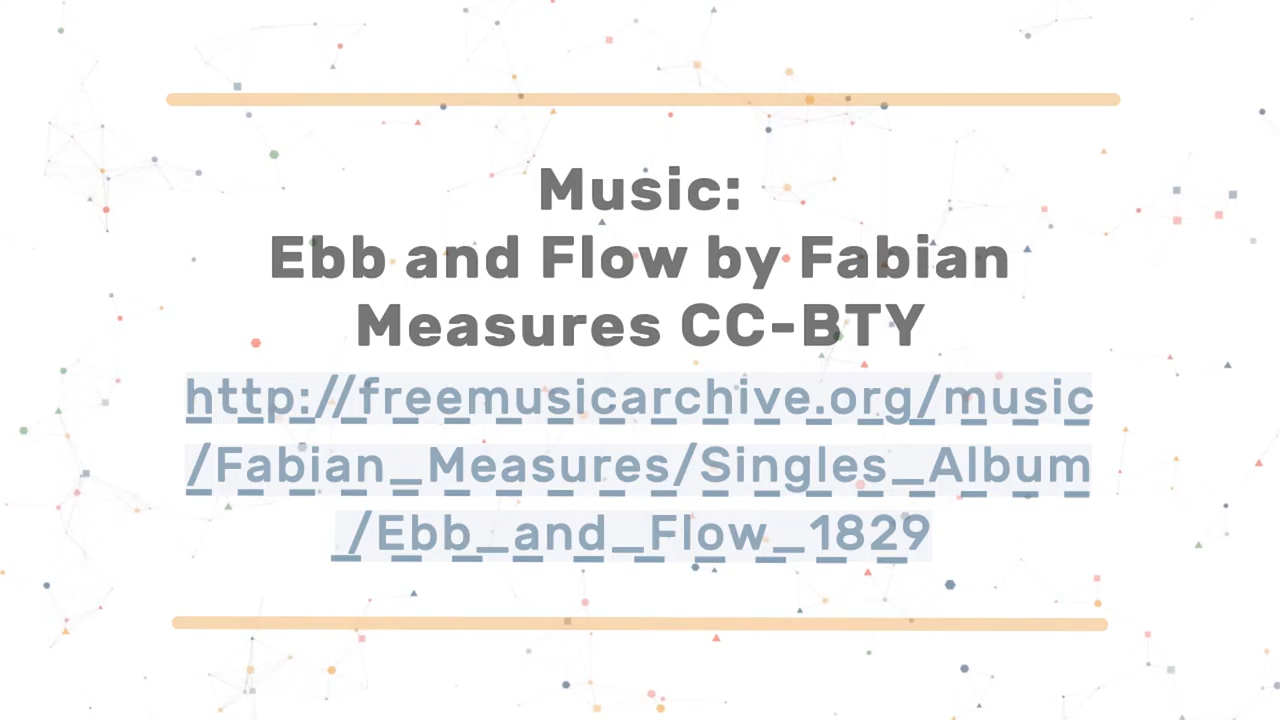 Music:
Ebb and Flow by Fabian
Measures CC-BTY
http://freemusicarchive.org/music
/Fabian_Measures/Singles_Album
/Ebb_and_Flow_1829